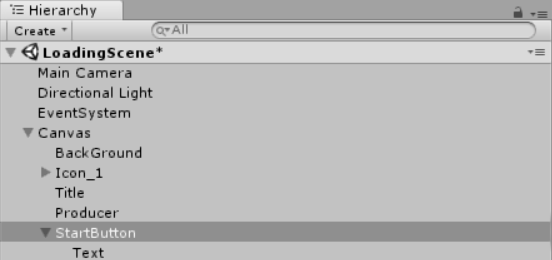 Hierarchy
Create All
LoadingScene*
Main Camera
Directional Light
EventSystem
Canvas
BackGround
Icon_1
Title
Producer
StartButton
Text